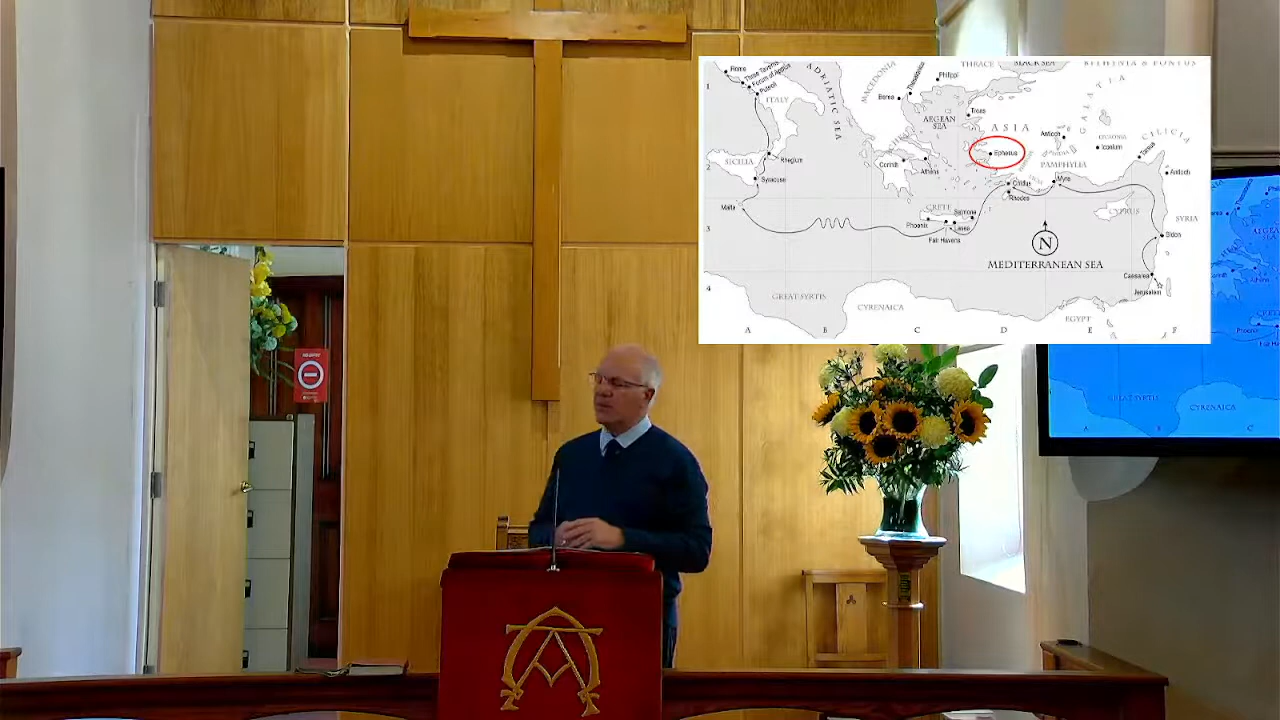 Rome
Three Taverns
Forum of Appius
Puteoli
ITALY
ADRIATIC SEA
MACEDONIA
Thessalonica
Philippi
THRACE
BLACK SEA
BITHYNIA & PONTUS
1
Berea
Troas
AEGEAN SEA
ASIA
GALATIA
Antioch
Iconium
CILICIA
Tarsus
Ephesus
SICILIA
Rhegium
2
Corinth
Athens
PAMPHYLIA
Antioch
Syracuse
Cnidus
Rhodes
Myra
Malta
CRETE
Salmone
Phoenix
Lasea
Fair Havens
CYPRUS
SYRIA
3
Sidon
N
MEDITERRANEAN SEA
Caesarea
Jerusalem
4
GREAT SYRTIS
CYRENAICA
EGYPT
A B C D E F
GREAT SYRTIS
CYRENAICA
A B C